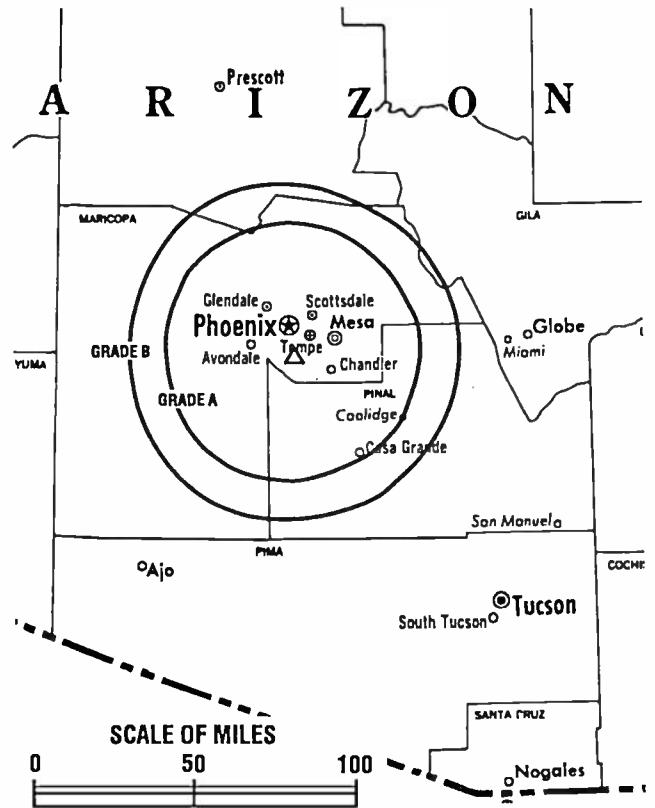 Prescott
A R I Z O N
MARICOPA
GILA
Glendale
Scottsdale
Phoenix
Mesa
Tempe
Globe
Miami
Avondale
GRADE B
YUMA
Chandler
GRADE A
PINAL
Coolidge
Casa Grande
San Manuel
PIMA
COCHI
Ajo
Tucson
South Tucson
SANTA CRUZ
SCALE OF MILES
0 50 100
Nogales